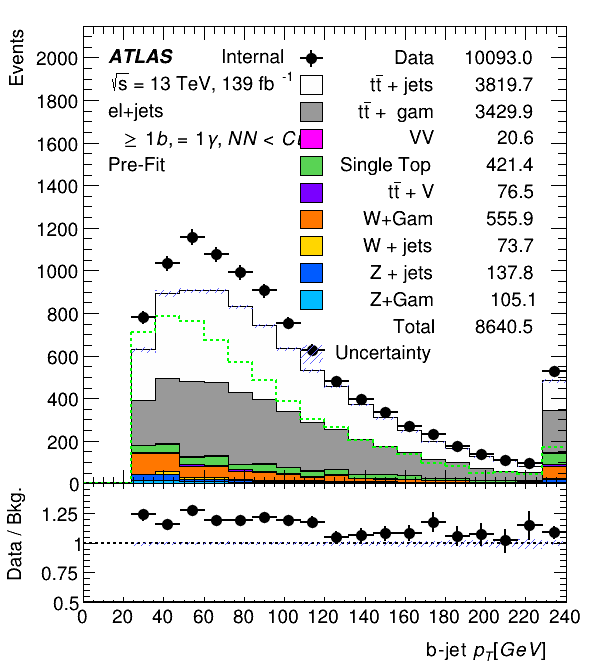 Events
ATLAS Internal
√s = 13 TeV, 139 fb⁻¹
el+jets
≥ 1b, = 1γ, NN <
Pre-Fit
Data 10093.0
tt̄ + jets 3819.7
tt̄ + gam 3429.9
VV 20.6
Single Top 421.4
tt̄ + V 76.5
W+Gam 555.9
W + jets 73.7
Z + jets 137.8
Z+Gam 105.1
Total 8640.5
Uncertainty
2000
1800
1600
1400
1200
1000
800
600
400
200
0
Data / Bkg.
1.25
1
0.75
0.5
0 20 40 60 80 100 120 140 160 180 200 220 240
b-jet p_T[GeV]